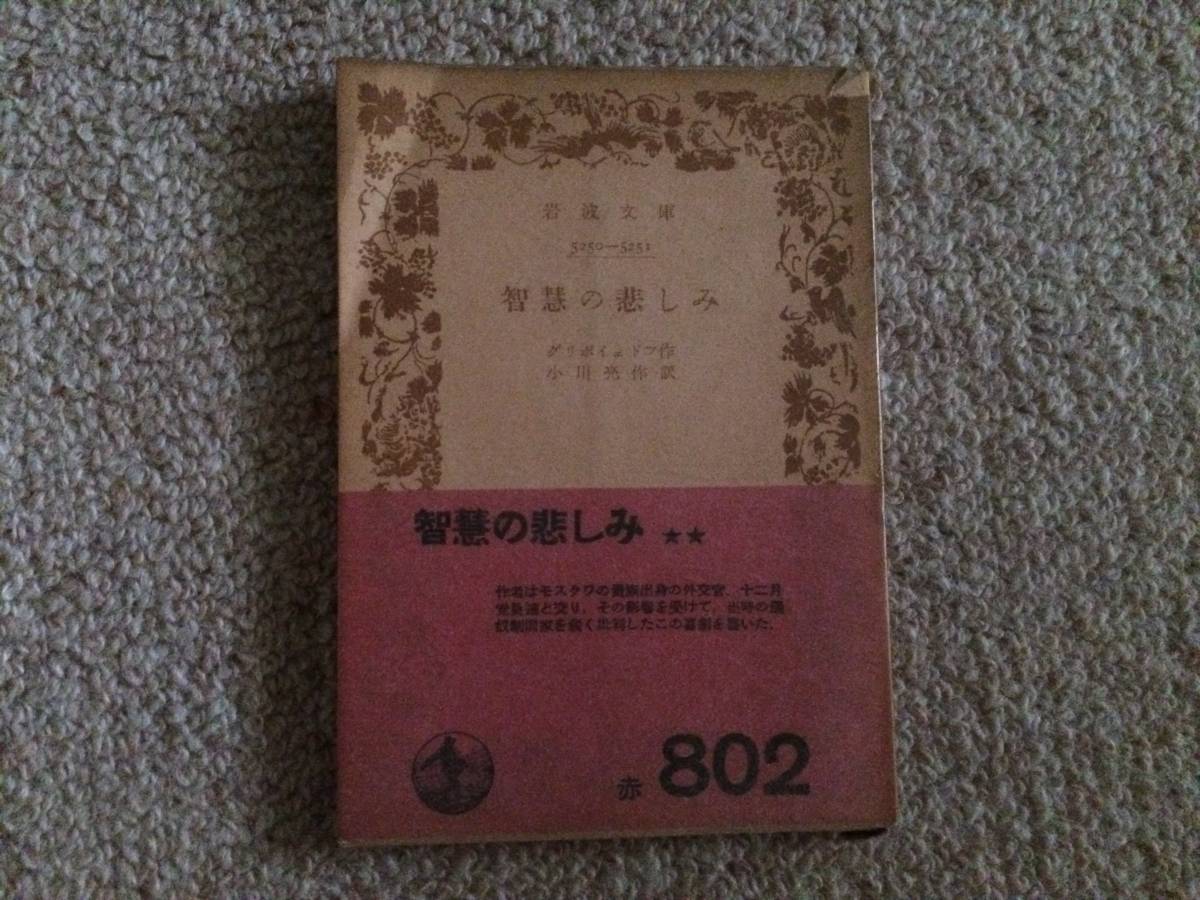 岩波文庫
5250—5251
智慧の悲しみ
グリボイェドフ作
小川亮作訳
智慧の悲しみ ★★
作者はモスクワの貴族出身の外交官．十二月
党員達と交り，その影響を受けて，当時の農
奴制国家を鋭く批判したこの喜劇を書いた．
赤 802